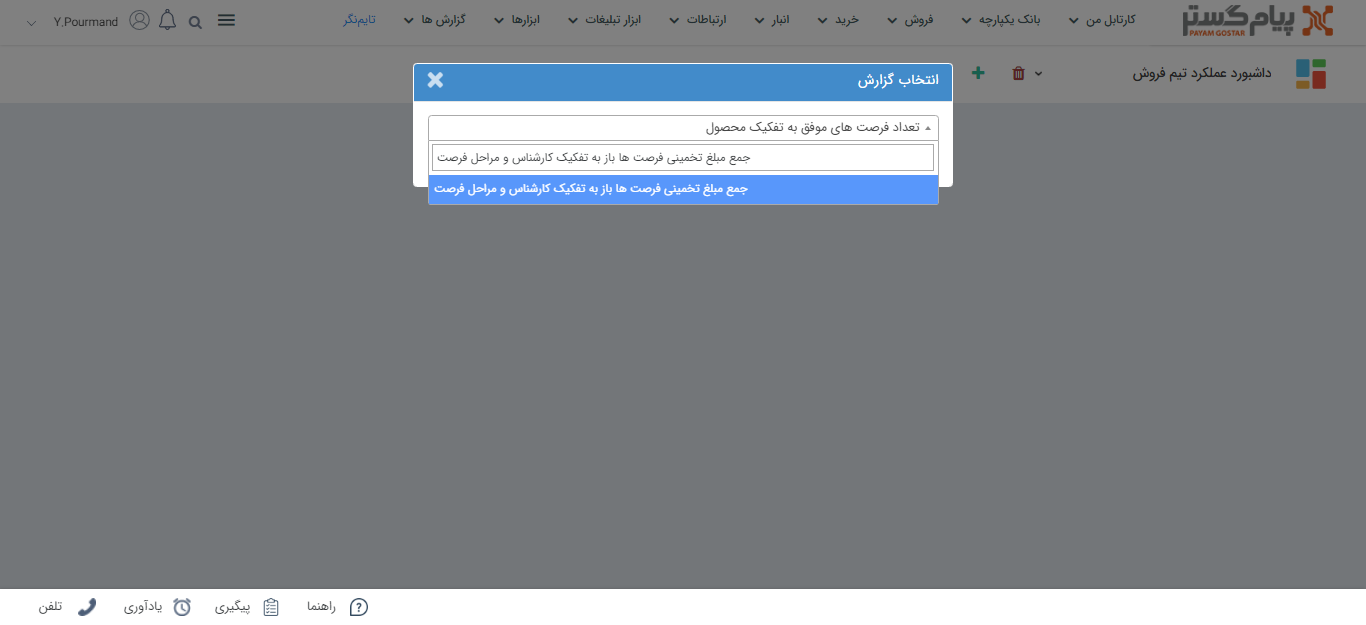 پیام گستر
PAYAM GOSTAR
کارتابل من
بانک یکپارچه
فروش
خرید
انبار
ارتباطات
ابزار تبلیغات
ابزارها
گزارش ها
تایم‌نگر
Y.Pourmand
داشبورد عملکرد تیم فروش
انتخاب گزارش
تعداد فرصت های موفق به تفکیک محصول
جمع مبلغ تخمینی فرصت ها باز به تفکیک کارشناس و مراحل فرصت
جمع مبلغ تخمینی فرصت ها باز به تفکیک کارشناس و مراحل فرصت
راهنما
پیگیری
یادآوری
تلفن